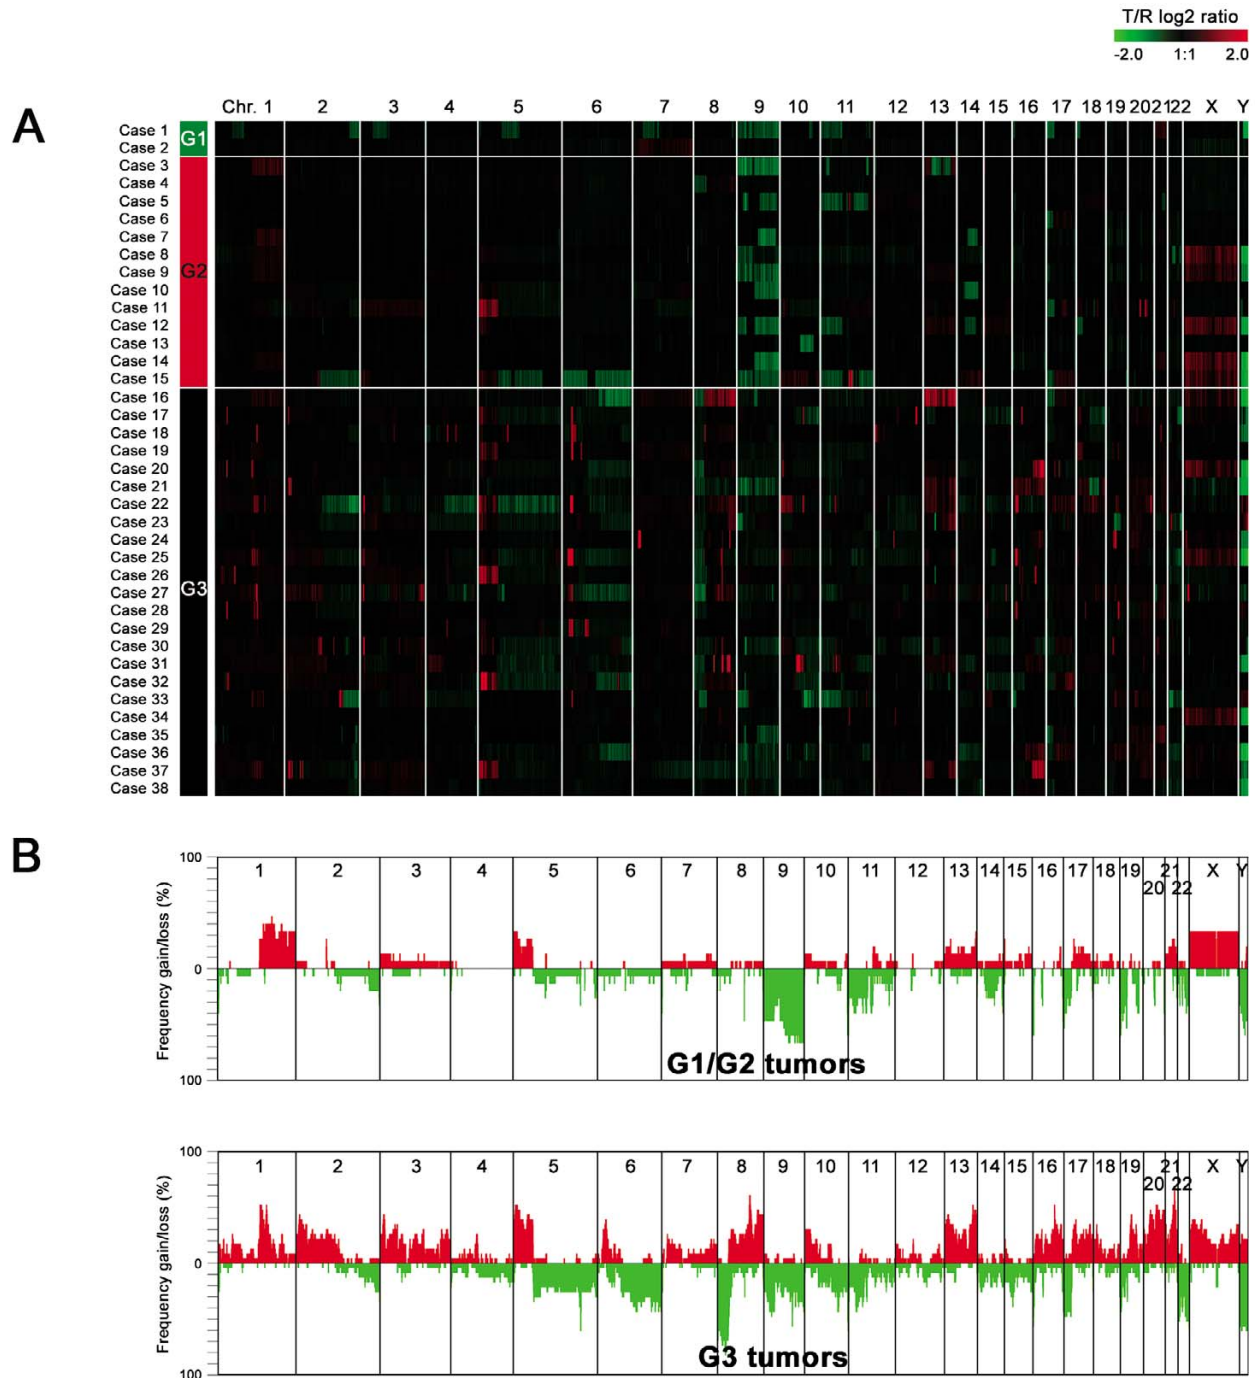 T/R log2 ratio
-2.0 1:1 2.0
A
Chr. 1 2 3 4 5 6 7 8 9 10 11 12 13 14 15 16 17 18 19 20 21 22 X Y
G1
G2
G3
Case 1
Case 2
Case 3
Case 4
Case 5
Case 6
Case 7
Case 8
Case 9
Case 10
Case 11
Case 12
Case 13
Case 14
Case 15
Case 16
Case 17
Case 18
Case 19
Case 20
Case 21
Case 22
Case 23
Case 24
Case 25
Case 26
Case 27
Case 28
Case 29
Case 30
Case 31
Case 32
Case 33
Case 34
Case 35
Case 36
Case 37
Case 38
B
Frequency gain/loss (%)
100
0
100
1 2 3 4 5 6 7 8 9 10 11 12 13 14 15 16 17 18 19 20 21 22 X Y
G1/G2 tumors
Frequency gain/loss (%)
100
0
100
1 2 3 4 5 6 7 8 9 10 11 12 13 14 15 16 17 18 19 20 21 22 X Y
G3 tumors